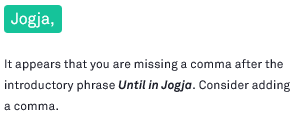 Jogja,
It appears that you are missing a comma after the
introductory phrase Until in Jogja. Consider adding
a comma.